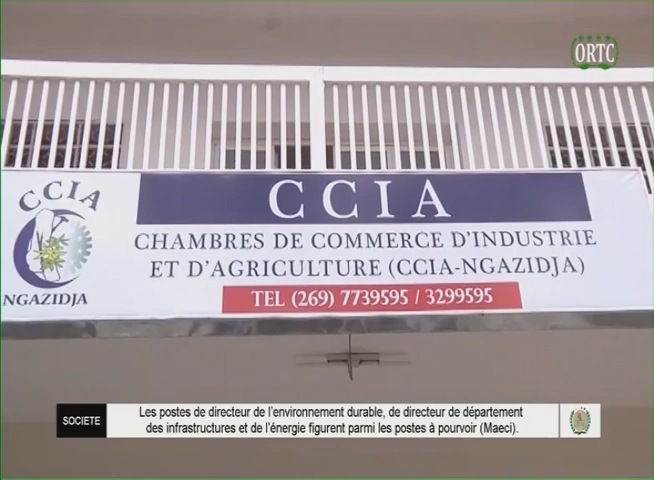 ORTC
CCIA
NGAZIDJA
CCIA
CHAMBRES DE COMMERCE D'INDUSTRIE
ET D'AGRICULTURE (CCIA-NGAZIDJA)
TEL (269) 7739595 / 3299595
SOCIETE
Les postes de directeur de l'environnement durable, de directeur de département
des infrastructures et de l'énergie figurent parmi les postes à pourvoir (Maeci).